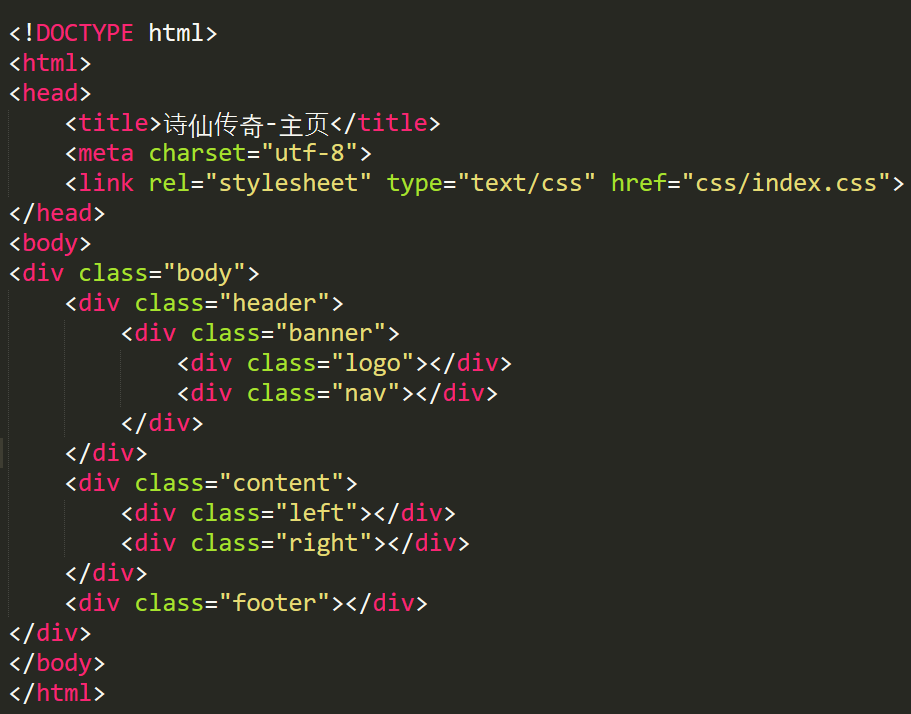 <!DOCTYPE html>
<html>
<head>
    <title>诗仙传奇-主页</title>
    <meta charset="utf-8">
    <link rel="stylesheet" type="text/css" href="css/index.css">
</head>
<body>
<div class="body">
    <div class="header">
        <div class="banner">
            <div class="logo"></div>
            <div class="nav"></div>
        </div>
    </div>
    <div class="content">
        <div class="left"></div>
        <div class="right"></div>
    </div>
    <div class="footer"></div>
</div>
</body>
</html>